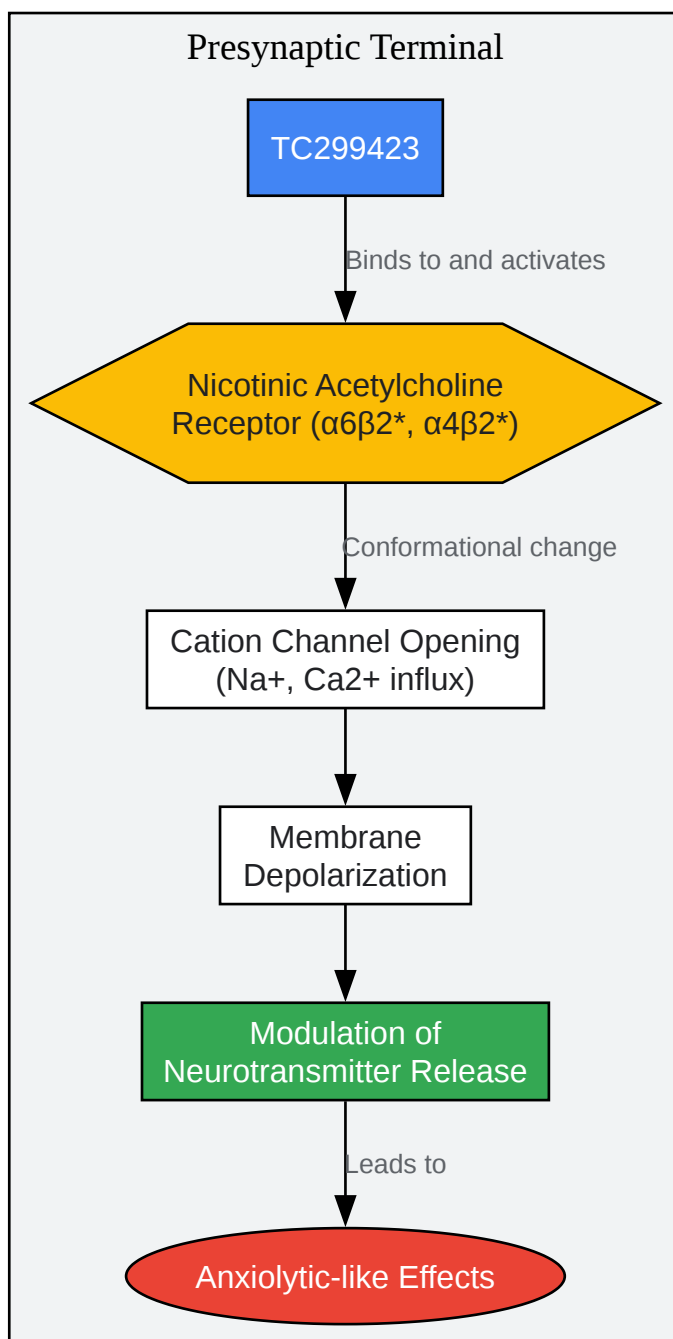 Presynaptic Terminal
TC299423
Binds to and activates
Nicotinic Acetylcholine
Receptor (α6β2*, α4β2*)
Conformational change
Cation Channel Opening
(Na+, Ca2+ influx)
Membrane
Depolarization
Modulation of
Neurotransmitter Release
Leads to
Anxiolytic-like Effects